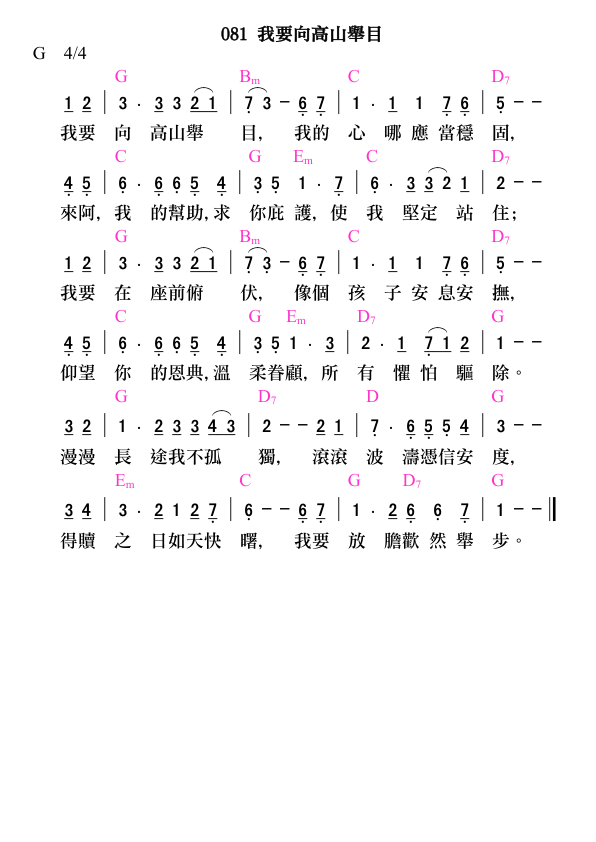 081 我要向高山舉目
G 4/4
G Bm C D7
1 2 | 3 · 3 3 2 1 | 7 3 – 6 7 | 1 · 1 1 7 6 | 5 – –
我要 向 高山舉 目, 我的 心 哪 應 當穩 固,
C G Em C D7
4 5 | 6 · 6 6 5 4 | 3 5 1 · 7 | 6 · 3 3 2 1 | 2 – –
來阿, 我 的幫助,求 你庇 護, 使 我 堅定 站 住;
G Bm C D7
1 2 | 3 · 3 3 2 1 | 7 3 – 6 7 | 1 · 1 1 7 6 | 5 – –
我要 在 座前俯 伏, 像個 孩 子 安 息安 撫,
C G Em D7 G
4 5 | 6 · 6 6 5 4 | 3 5 1 · 3 | 2 · 1 7 1 2 | 1 – –
仰望 你 的恩典,溫 柔眷顧, 所 有 懼 怕 驅 除。
G D7 D G
3 2 | 1 · 2 3 3 4 3 | 2 – – 2 1 | 7 · 6 5 5 4 | 3 – –
漫漫 長 途我不孤 獨, 滾滾 波 濤憑信安 度,
Em C G D7 G
3 4 | 3 · 2 1 2 7 | 6 – – 6 7 | 1 · 2 6 6 7 | 1 – –
得贖 之 日如天快 曙, 我要 放 膽歡 然 舉 步。